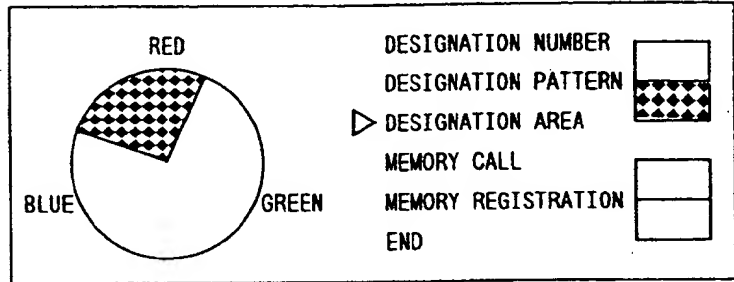 RED
BLUE
GREEN
DESIGNATION NUMBER
DESIGNATION PATTERN
DESIGNATION AREA
MEMORY CALL
MEMORY REGISTRATION
END